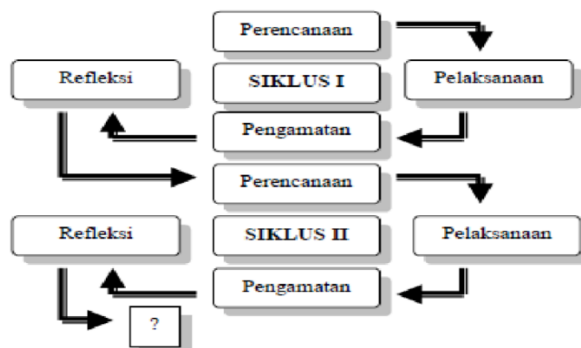 Perencanaan
Refleksi
SIKLUS I
Pelaksanaan
Pengamatan
Perencanaan
Refleksi
SIKLUS II
Pelaksanaan
Pengamatan
?